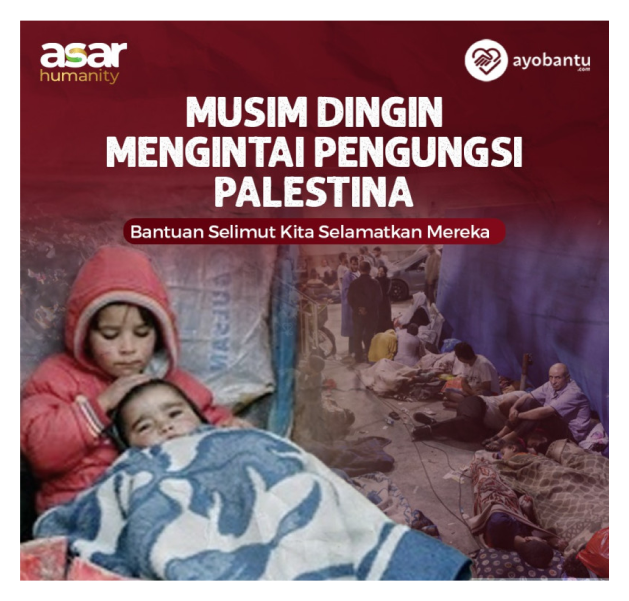 asar
humanity
ayobantu
.com
MUSIM DINGIN
MENGINTAI PENGUNGSI
PALESTINA
Bantuan Selimut Kita Selamatkan Mereka